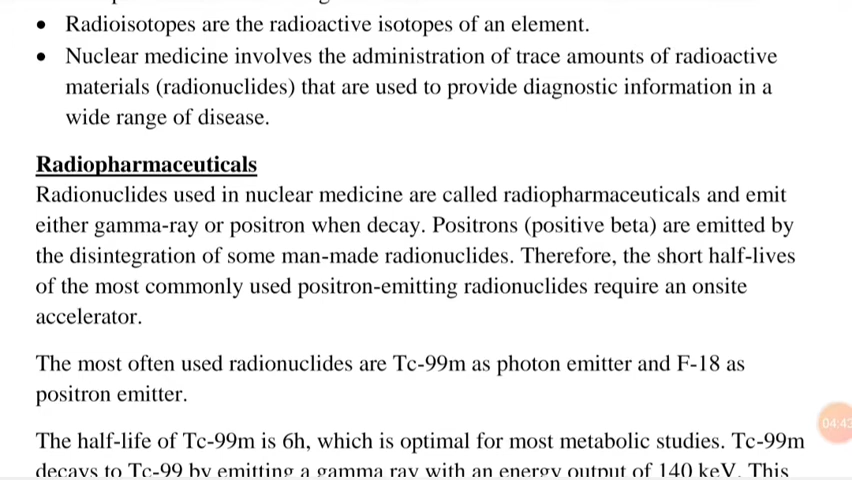 • Radioisotopes are the radioactive isotopes of an element.
• Nuclear medicine involves the administration of trace amounts of radioactive
materials (radionuclides) that are used to provide diagnostic information in a
wide range of disease.
Radiopharmaceuticals
Radionuclides used in nuclear medicine are called radiopharmaceuticals and emit
either gamma-ray or positron when decay. Positrons (positive beta) are emitted by
the disintegration of some man-made radionuclides. Therefore, the short half-lives
of the most commonly used positron-emitting radionuclides require an onsite
accelerator.
The most often used radionuclides are Tc-99m as photon emitter and F-18 as
positron emitter.
04:42
The half-life of Tc-99m is 6h, which is optimal for most metabolic studies. Tc-99m
decays to Tc-99 by emitting a gamma ray with an energy output of 140 keV. This